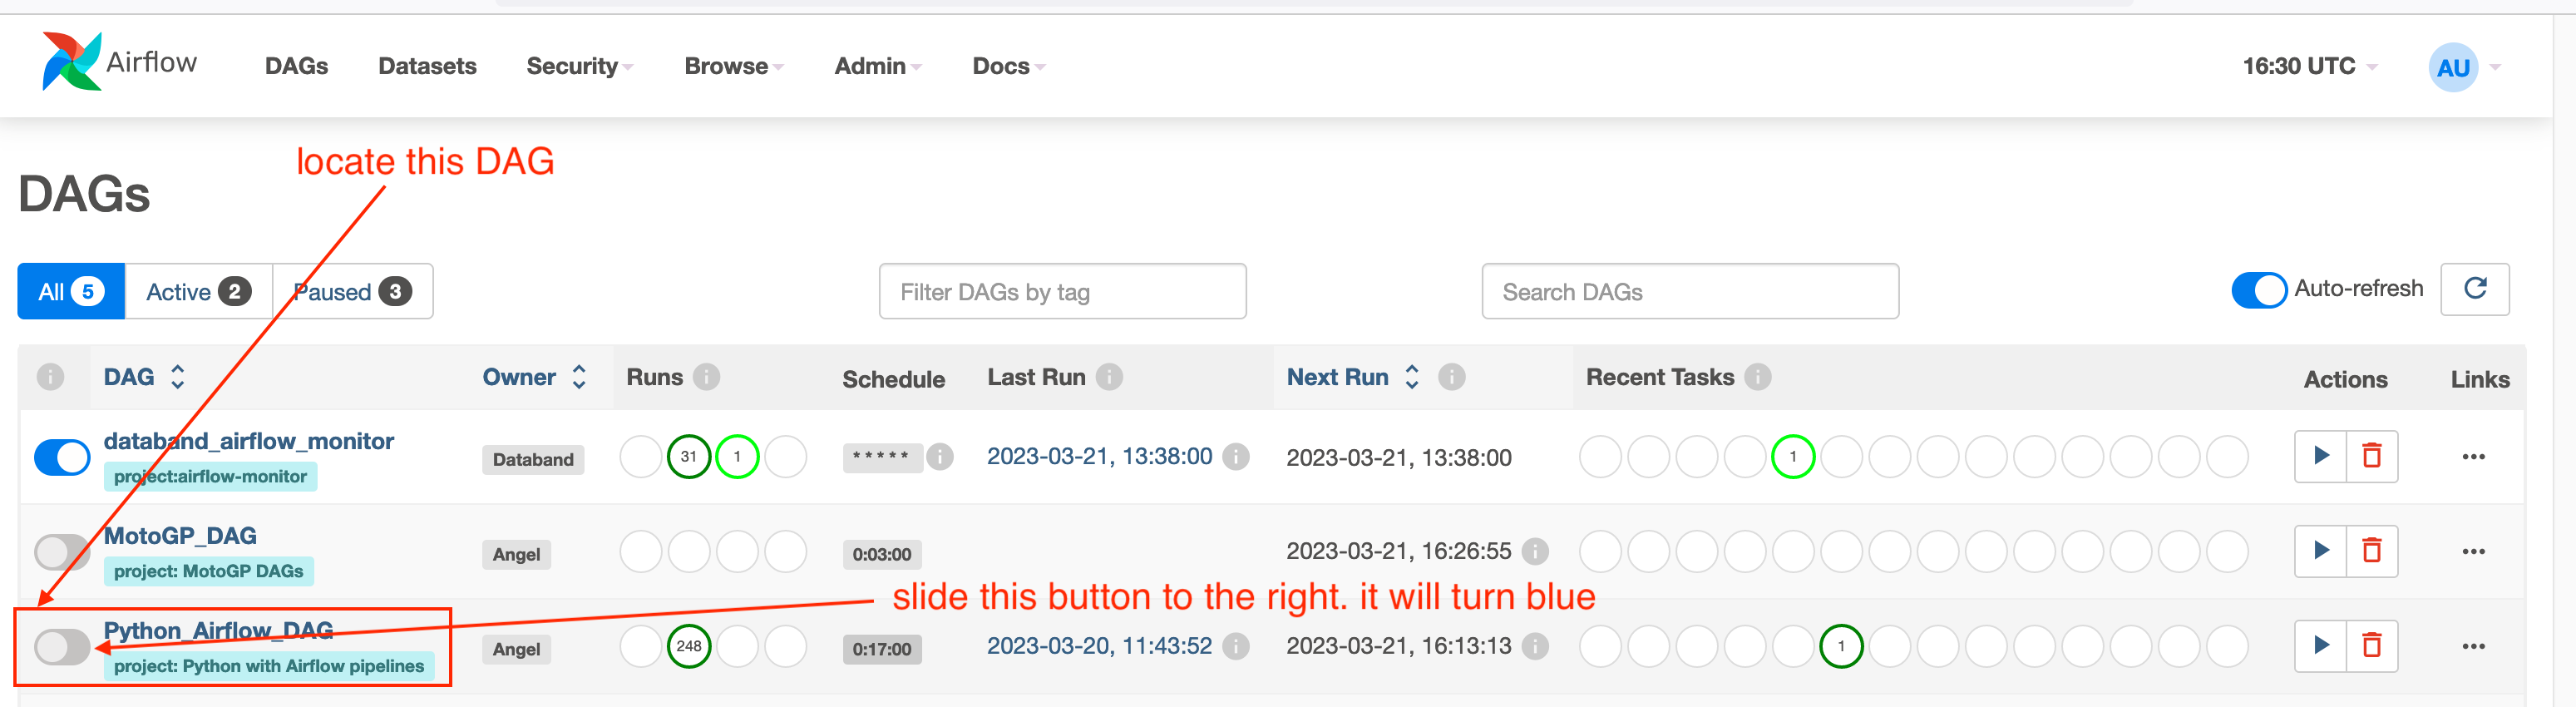 Airflow DAGs Datasets Security Browse Admin Docs 16:30 UTC AU
locate this DAG
DAGs
All 5 Active 2 Paused 3 Filter DAGs by tag Search DAGs Auto-refresh
i DAG Owner Runs i Schedule Last Run i Next Run i Recent Tasks i Actions Links
databand_airflow_monitor
project:airflow-monitor Databand 31 1 * * * * * i 2023-03-21, 13:38:00 i 2023-03-21, 13:38:00 1 ...
MotoGP_DAG
project: MotoGP DAGs Angel 0:03:00 2023-03-21, 16:26:55 i ...
slide this button to the right. it will turn blue
Python_Airflow_DAG
project: Python with Airflow pipelines Angel 248 0:17:00 2023-03-20, 11:43:52 i 2023-03-21, 16:13:13 i 1 ...